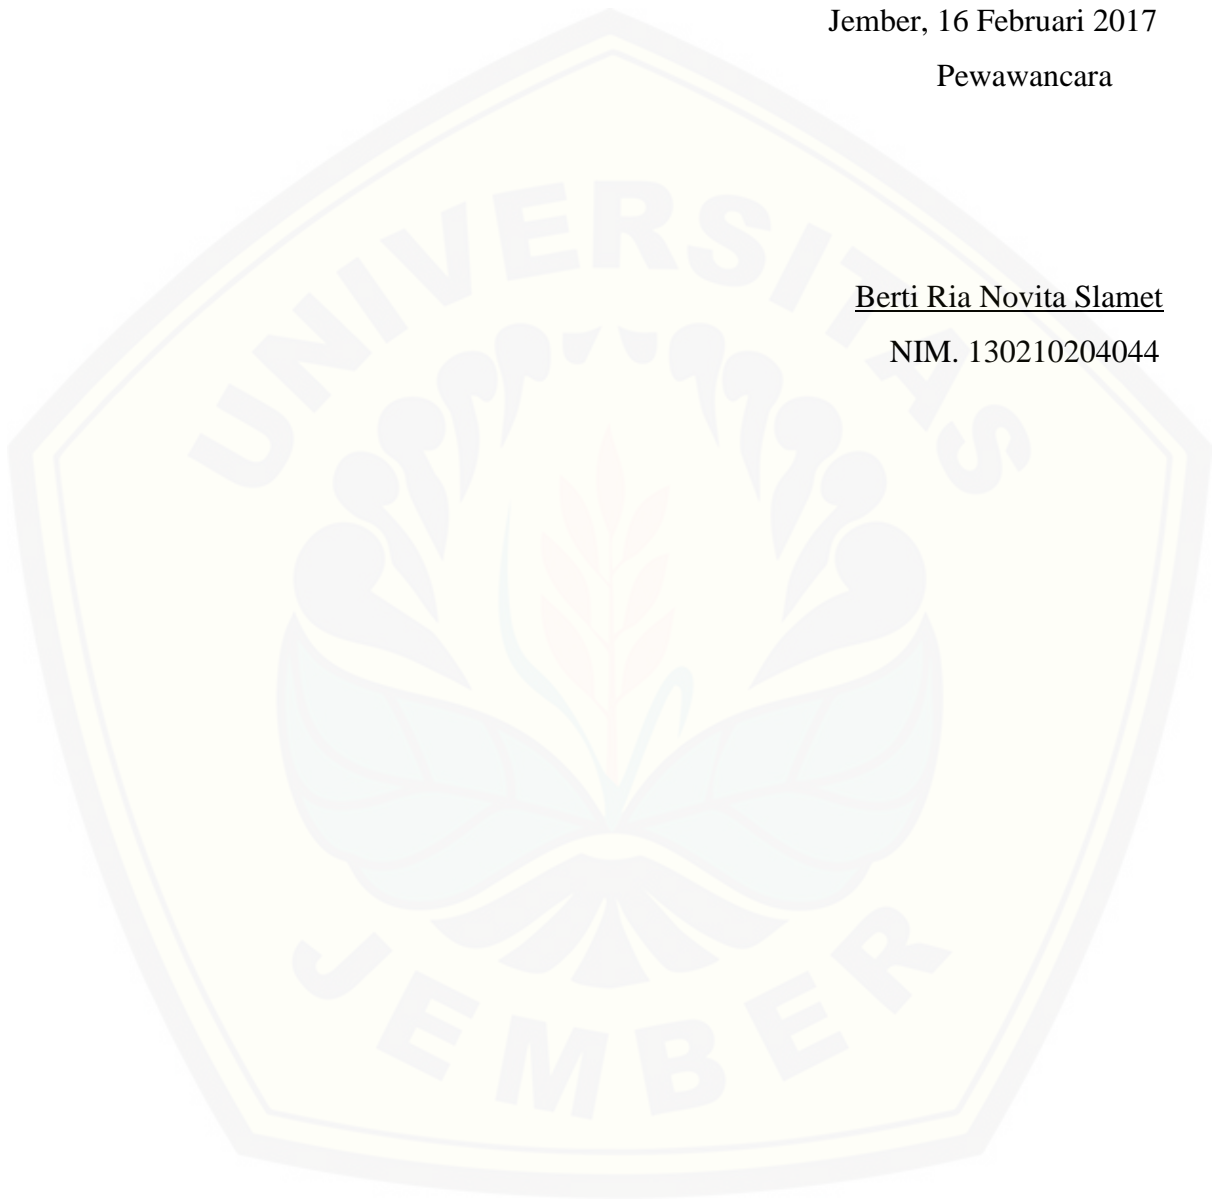 Jember, 16 Februari 2017
Pewawancara
Berti Ria Novita Slamet
NIM. 130210204044
UNIVERSITAS
JEMBER